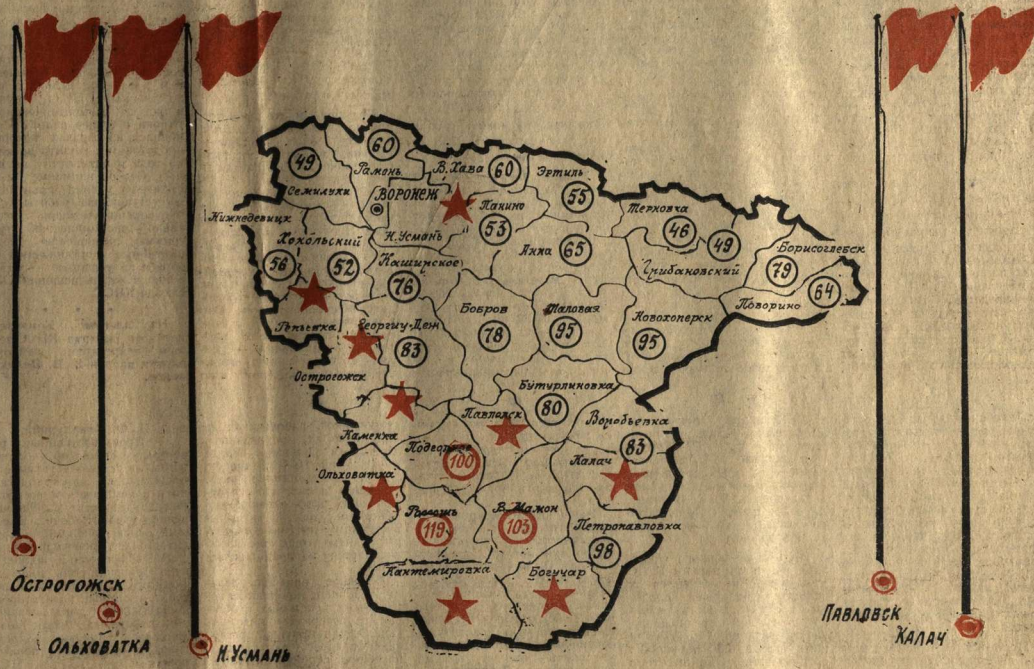 60
49
Рамонь
В.Хава
60
Эртиль
Семилуки
ВОРОНЕЖ
55
Нижнедевицк
Панино
53
Терновка
46
49
Хохольский
Н.Усмань
Анна
65
Борисоглебск
56
52
Каширское
76
Грибановский
79
64
Поворино
Репьевка
Георгиу-Деж
83
Бобров
78
Таловая
95
Новохоперск
95
Острогожск
Бутурлиновка
80
Каменка
Павловск
Воробьевка
83
Подгорное
100
Калач
Ольховатка
Россошь
119
В.Мамон
103
Петропавловка
98
Кантемировка
Богучар
ОСТРОГОЖСК
ОЛЬХОВАТКА
Н.УСМАНЬ
ПАВЛОВСК
КАЛАЧ